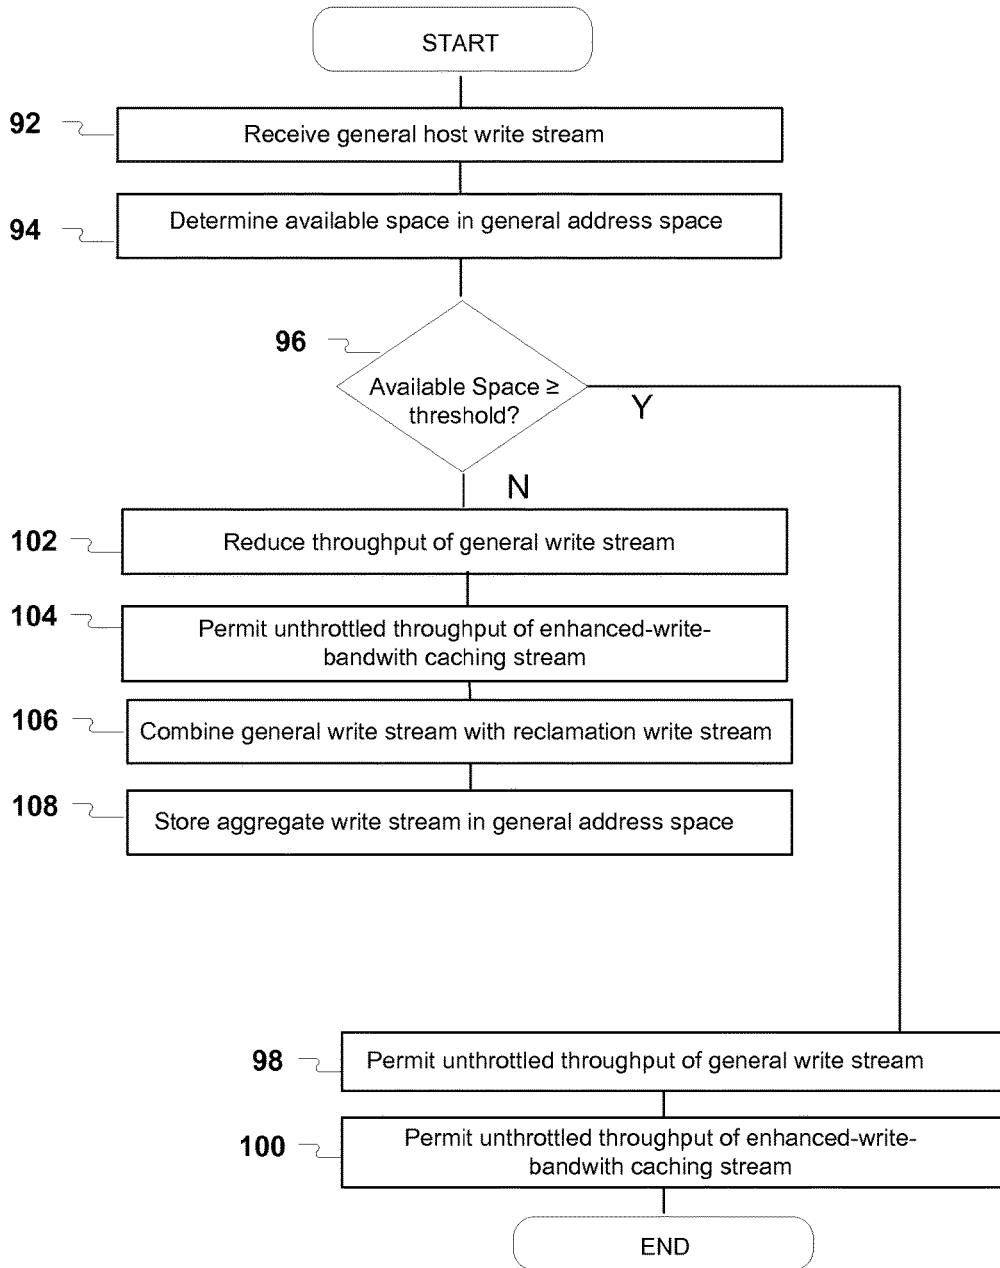 START
92
Receive general host write stream
94
Determine available space in general address space
96
Available Space ≥
threshold?
Y
N
102
Reduce throughput of general write stream
104
Permit unthrottled throughput of enhanced-write-
bandwith caching stream
106
Combine general write stream with reclamation write stream
108
Store aggregate write stream in general address space
98
Permit unthrottled throughput of general write stream
100
Permit unthrottled throughput of enhanced-write-
bandwith caching stream
END